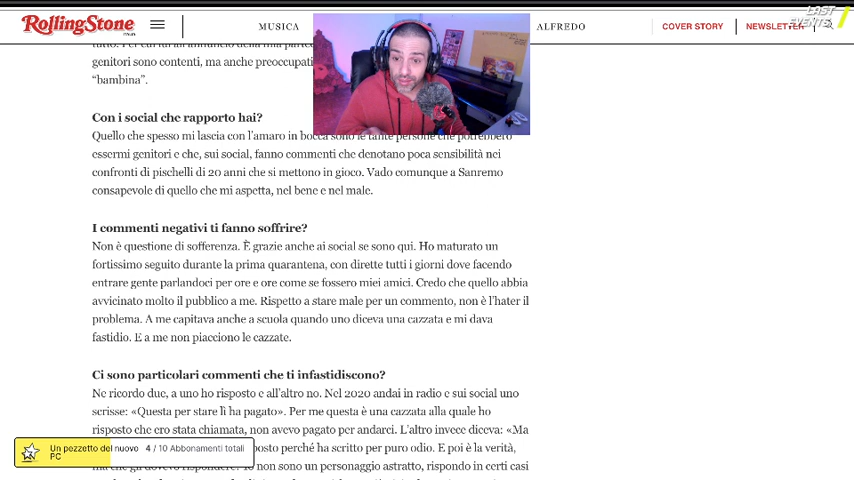 RollingStone
MUSICA
ALFREDO
COVER STORY
NEWSLETTER
LAST
EVENTS
genitori sono contenti, ma anche preoccupati
“bambina”.
Con i social che rapporto hai?
Quello che spesso mi lascia con l’amaro in bocca sono le tante persone che potrebbero
essermi genitori e che, sui social, fanno commenti che denotano poca sensibilità nei
confronti di pischelli di 20 anni che si mettono in gioco. Vado comunque a Sanremo
consapevole di quello che mi aspetta, nel bene e nel male.
I commenti negativi ti fanno soffrire?
Non è questione di sofferenza. È grazie anche ai social se sono qui. Ho maturato un
fortissimo seguito durante la prima quarantena, con dirette tutti i giorni dove facendo
entrare gente parlandoci per ore e ore come se fossero miei amici. Credo che quello abbia
avvicinato molto il pubblico a me. Rispetto a stare male per un commento, non è l’hater il
problema. A me capitava anche a scuola quando uno diceva una cazzata e mi dava
fastidio. E a me non piacciono le cazzate.
Ci sono particolari commenti che ti infastidiscono?
Ne ricordo due, a uno ho risposto e all’altro no. Nel 2020 andai in radio e sui social uno
scrisse: «Questa per stare lì ha pagato». Per me questa è una cazzata alla quale ho
risposto che ero stata chiamata, non avevo pagato per andarci. L’altro invece diceva: «Ma
posto perché ha scritto per puro odio. E poi è la verità,
non sono un personaggio astratto, rispondo in certi casi
Un pezzetto del nuovo PC
4 / 10 Abbonamenti totali